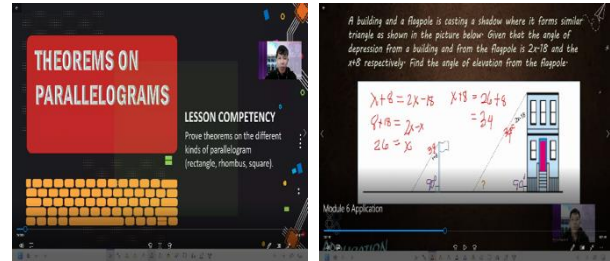 THEOREMS ON
PARALLELOGRAMS
LESSON COMPETENCY
Prove theorems on the different
kinds of parallelogram
(rectangle, rhombus, square).
A building and a flagpole is casting a shadow where it forms similar
triangle as shown in the picture below. Given that the angle of
depression from a building and from the flagpole is 2x-18 and the
x+8 respectively. Find the angle of elevation from the flagpole.
x+8 = 2x-18
8+18 = 2x-x
26 = x
x+8 = 26+8
= 34
2x-18
34°
90°
?
90°
Module 6 Application
APPLICATION